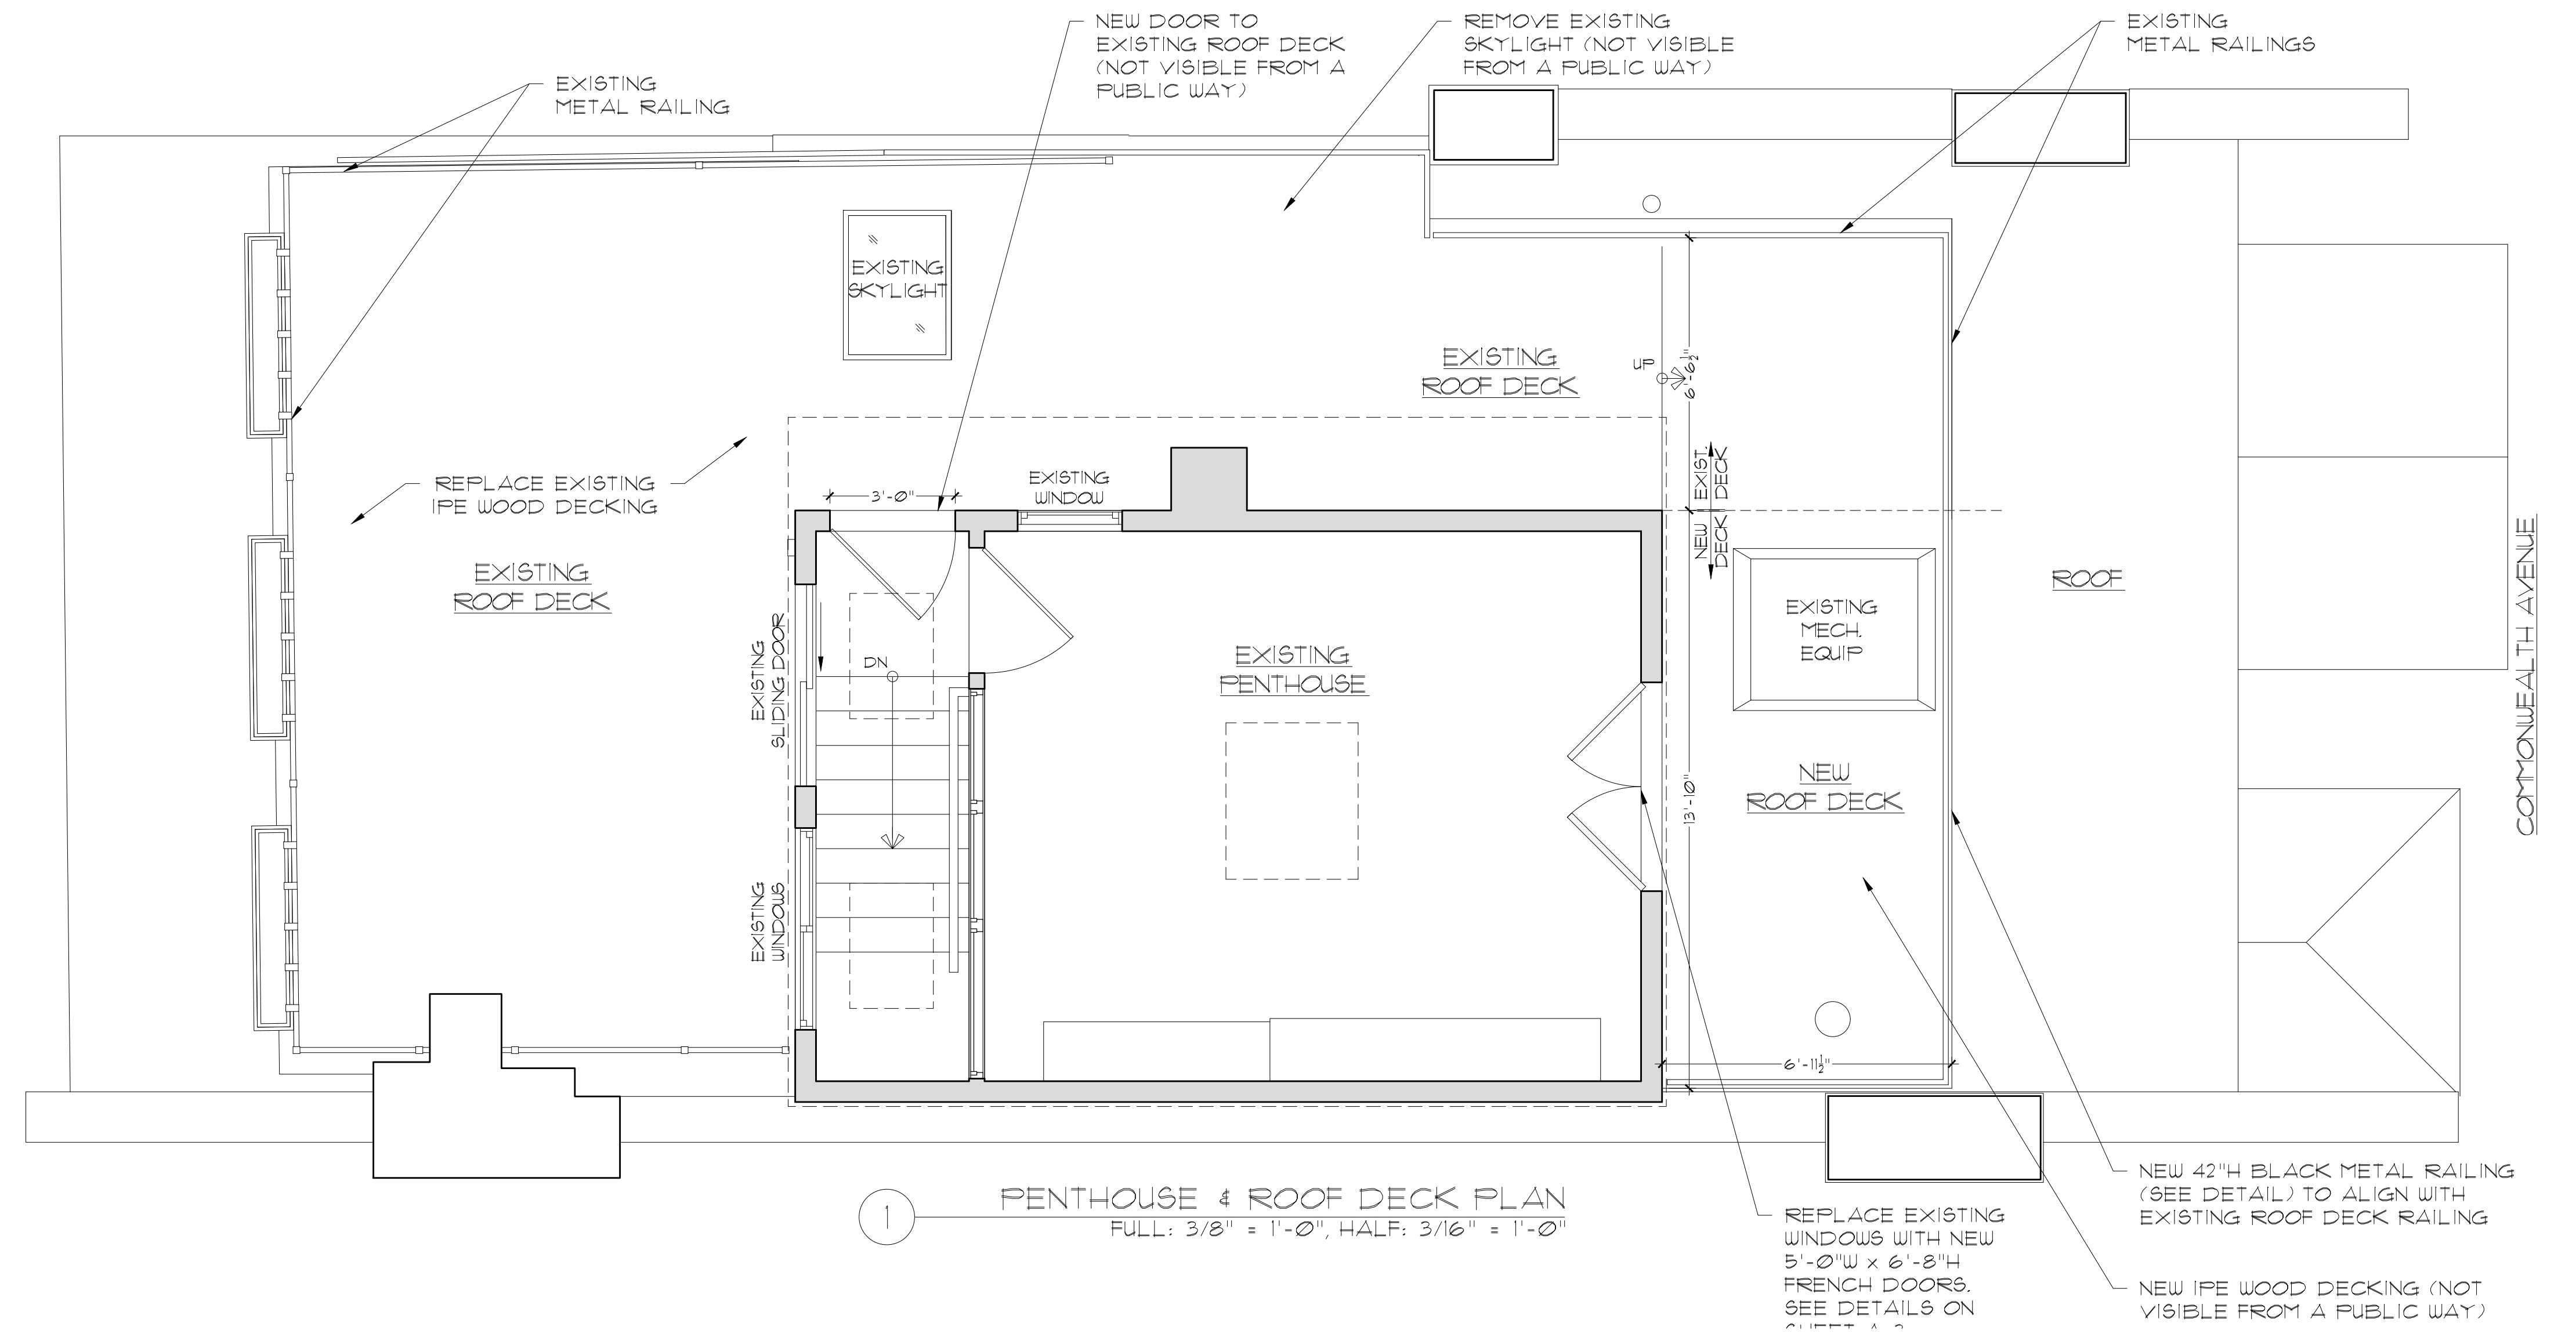 NEW DOOR TO
EXISTING ROOF DECK
(NOT VISIBLE FROM A
PUBLIC WAY)
REMOVE EXISTING
SKYLIGHT (NOT VISIBLE
FROM A PUBLIC WAY)
EXISTING
METAL RAILINGS
EXISTING
METAL RAILING
EXISTING
SKYLIGHT
EXISTING
ROOF DECK
UP
6'-6½"
REPLACE EXISTING
IPE WOOD DECKING
3'-0"
EXISTING
WINDOW
EXIST.
DECK
NEW
DECK
EXISTING
ROOF DECK
EXISTING
SLIDING DOOR
DN
EXISTING
PENTHOUSE
EXISTING
MECH.
EQUIP
ROOF
COMMONWEALTH AVENUE
NEW
ROOF DECK
13'-10"
EXISTING
WINDOWS
6'-11½"
1
PENTHOUSE & ROOF DECK PLAN
FULL: 3/8" = 1'-0", HALF: 3/16" = 1'-0"
REPLACE EXISTING
WINDOWS WITH NEW
5'-0"W x 6'-8"H
FRENCH DOORS.
SEE DETAILS ON
NEW 42"H BLACK METAL RAILING
(SEE DETAIL) TO ALIGN WITH
EXISTING ROOF DECK RAILING
NEW IPE WOOD DECKING (NOT
VISIBLE FROM A PUBLIC WAY)